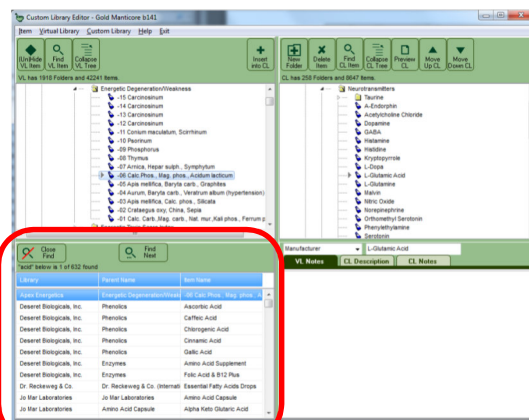 Custom Library Editor - Gold Manticore b141
Item Virtual Library Custom Library Help Exit
(Un)Hide VL Item
Find VL Item
Collapse VL Tree
Insert into CL
New Folder
Delete Item
Find CL Item
Collapse CL Tree
Preview CL
Move Up CL
Move Down CL
VL has 1918 Folders and 42241 Items.
CL has 258 Folders and 8647 Items.
Energetic Degeneration/Weakness
-15 Carcinosinum
-14 Carcinosinum
-13 Carcinosinum
-12 Carcinosinum
-11 Conium maculatum, Scirrhinum
-10 Psorinum
-09 Phosphorus
-08 Thymus
-07 Arnica, Hepar sulph., Symphytum
-06 Calc.Phos., Mag. phos., Acidum lacticum
-05 Apis mellifica, Baryta carb., Graphites
-04 Aurum, Baryta carb., Veratrum album (hypertension)
-03 Apis mellifica, Calc. phos., Silicata
-02 Crataegus oxy, China, Sepia
-01 Calc. Carb.,Mag. carb., Nat. mur.,Kali phos., Ferrum p
Neurotransmitters
Taurine
A-Endorphin
Acetylcholine Chloride
Dopamine
GABA
Histamine
Histidine
Kryptopyrrole
L-Dopa
L-Glutamic Acid
L-Glutamine
Malvin
Nitric Oxide
Norepinephrine
Orthomethyl Serotonin
Phenylethylamine
Serotonin
Close Find
Find Next
"acid" below is 1 of 632 found
Library Parent Name Item Name
Apex Energetics Energetic Degeneration/Weak -06 Calc.Phos., Mag. phos., A
Deseret Biologicals, Inc. Phenolics Ascorbic Acid
Deseret Biologicals, Inc. Phenolics Caffeic Acid
Deseret Biologicals, Inc. Phenolics Chlorogenic Acid
Deseret Biologicals, Inc. Phenolics Cinnamic Acid
Deseret Biologicals, Inc. Phenolics Gallic Acid
Deseret Biologicals, Inc. Enzymes Amino Acid Supplement
Deseret Biologicals, Inc. Enzymes Folic Acid & B12 Plus
Dr. Reckeweg & Co. Dr. Reckeweg & Co. (Internati Essential Fatty Acids Drops
Jo Mar Laboratories Jo Mar Laboratories Amino Acid Capsule
Jo Mar Laboratories Amino Acid Capsule Alpha Keto Glutaric Acid
Manufacturer L-Glutamic Acid
VL Notes CL Description CL Notes